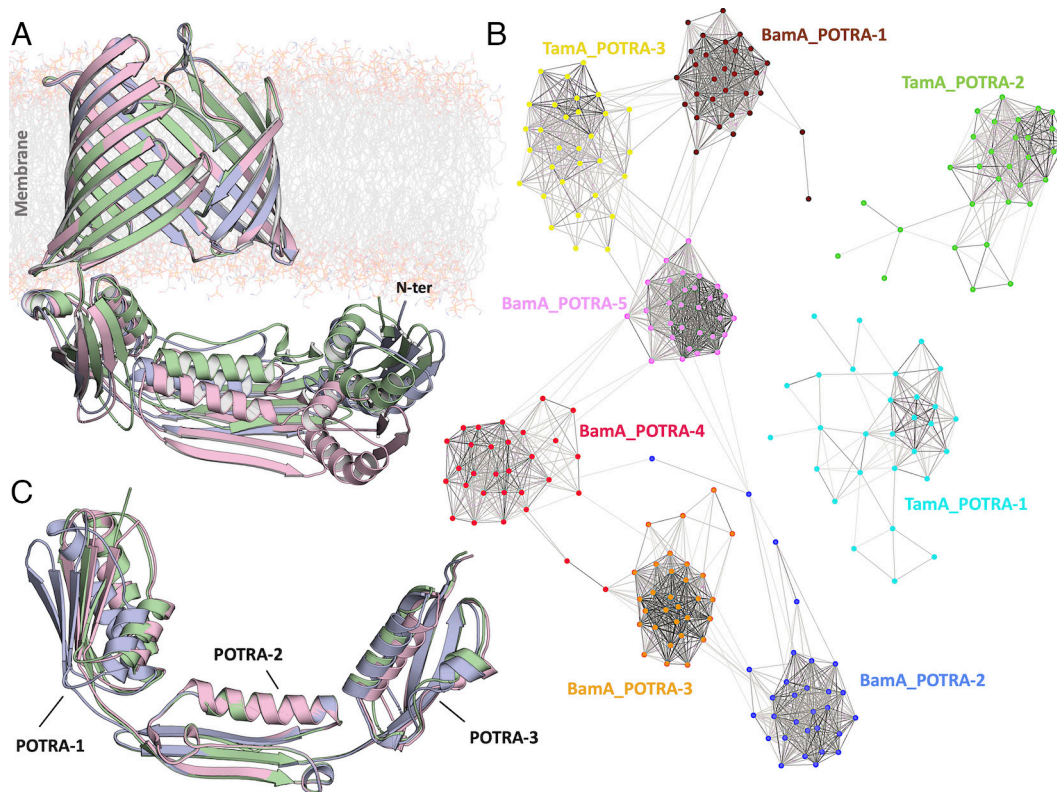 A
Membrane
N-ter
B
TamA_POTRA-3
BamA_POTRA-1
TamA_POTRA-2
BamA_POTRA-5
BamA_POTRA-4
TamA_POTRA-1
BamA_POTRA-3
BamA_POTRA-2
C
POTRA-1
POTRA-2
POTRA-3